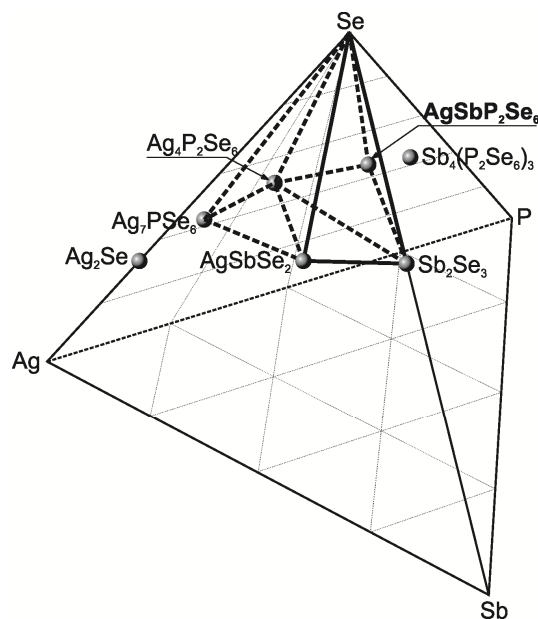 Se
AgSbP₂Se₆
Ag₄P₂Se₆
Sb₄(P₂Se₆)₃
Ag₇PSe₆
P
Ag₂Se
AgSbSe₂
Sb₂Se₃
Ag
Sb